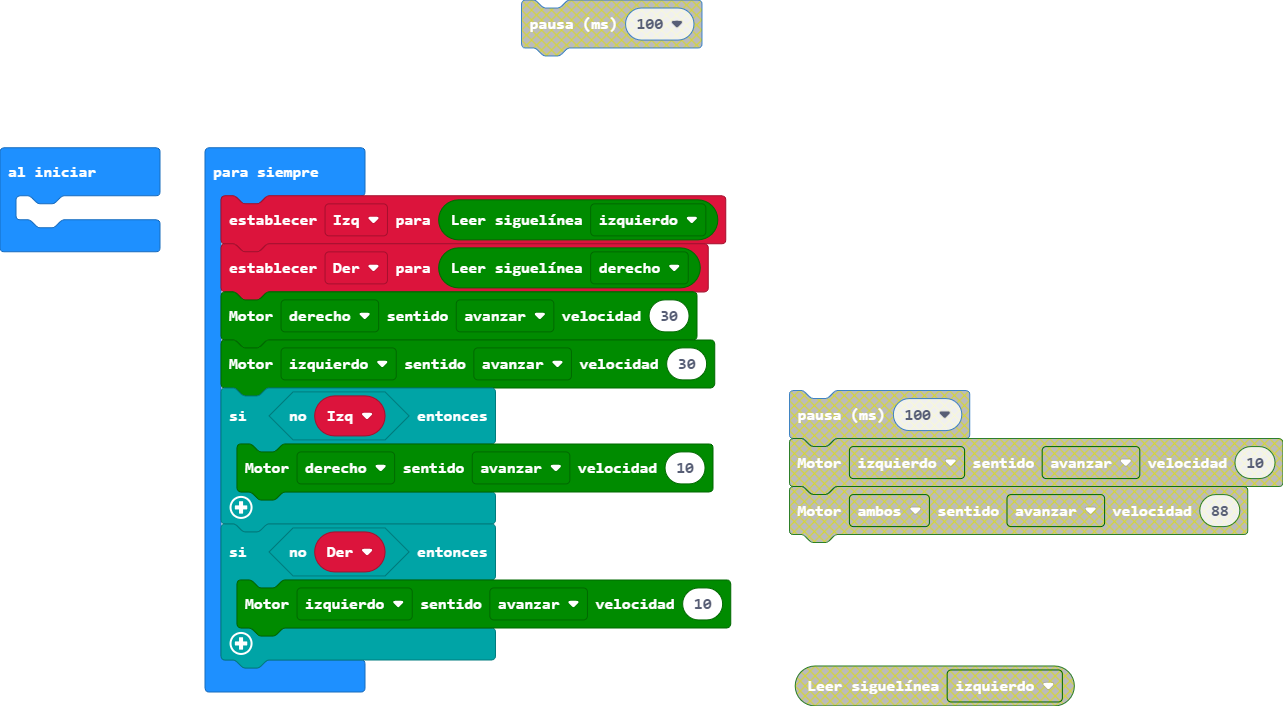 pausa (ms) 100
al iniciar
para siempre
establecer Izq para Leer siguelínea izquierdo
establecer Der para Leer siguelínea derecho
Motor derecho sentido avanzar velocidad 30
Motor izquierdo sentido avanzar velocidad 30
si no Izq entonces
Motor derecho sentido avanzar velocidad 10
si no Der entonces
Motor izquierdo sentido avanzar velocidad 10
pausa (ms) 100
Motor izquierdo sentido avanzar velocidad 10
Motor ambos sentido avanzar velocidad 88
Leer siguelínea izquierdo